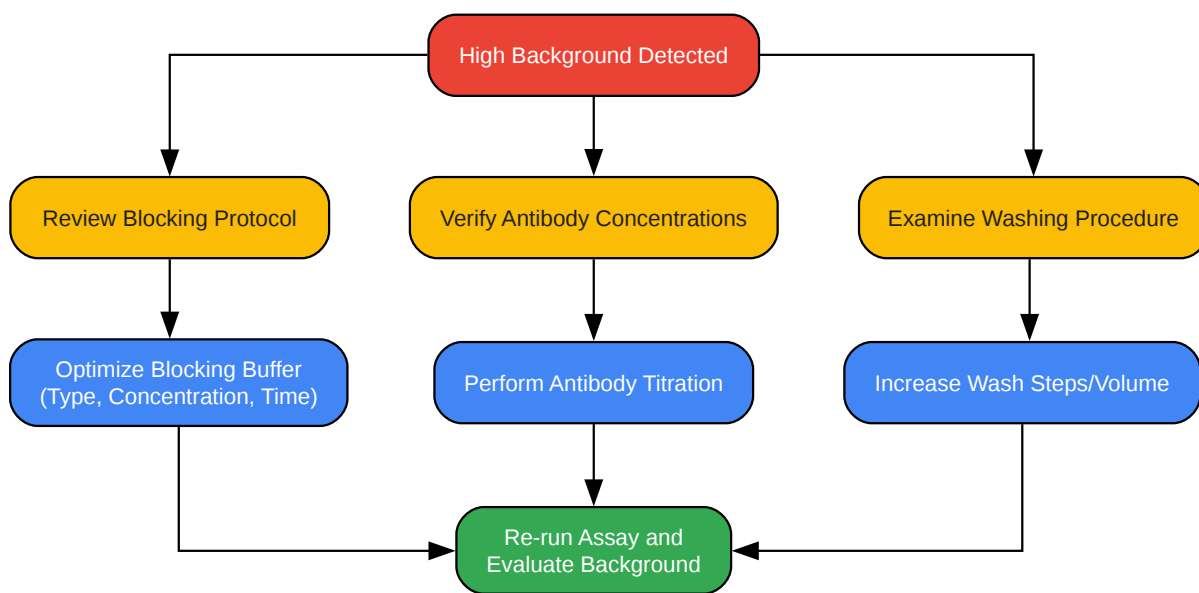 High Background Detected
Review Blocking Protocol
Verify Antibody Concentrations
Examine Washing Procedure
Optimize Blocking Buffer
(Type, Concentration, Time)
Perform Antibody Titration
Increase Wash Steps/Volume
Re-run Assay and
Evaluate Background